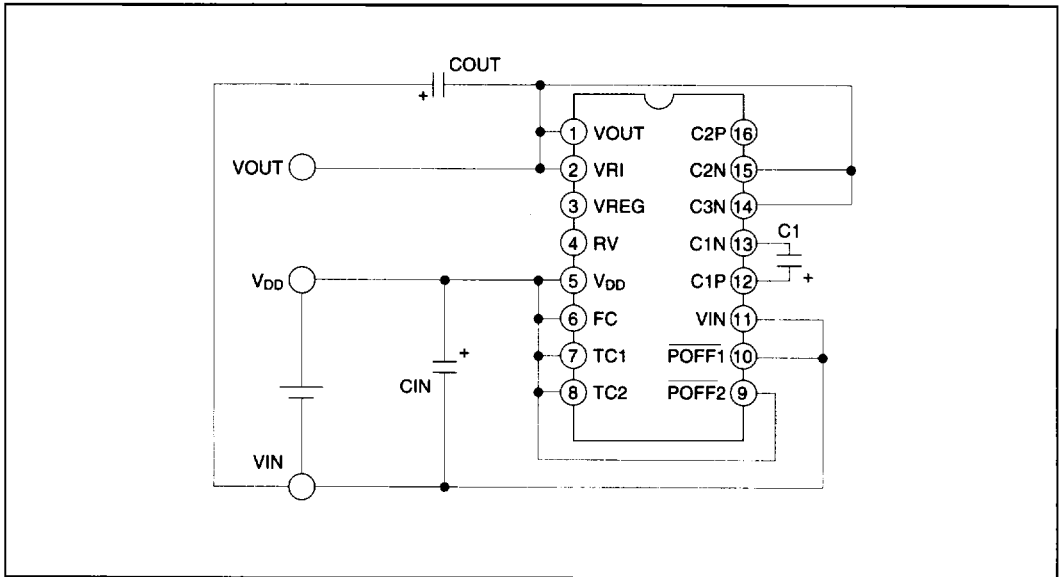 COUT
+
VOUT
VDD
VIN
CIN
+
1 VOUT
2 VRI
3 VREG
4 RV
5 VDD
6 FC
7 TC1
8 TC2
C2P 16
C2N 15
C3N 14
C1N 13
C1P 12
VIN 11
POFF1 10
POFF2 9
C1
+